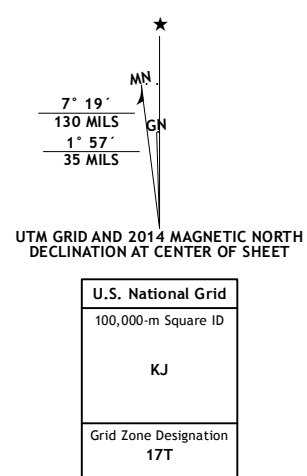 ★
MN
GN
7° 19´
130 MILS
1° 57´
35 MILS
UTM GRID AND 2014 MAGNETIC NORTH
DECLINATION AT CENTER OF SHEET
U.S. National Grid
100,000-m Square ID
KJ
Grid Zone Designation
17T